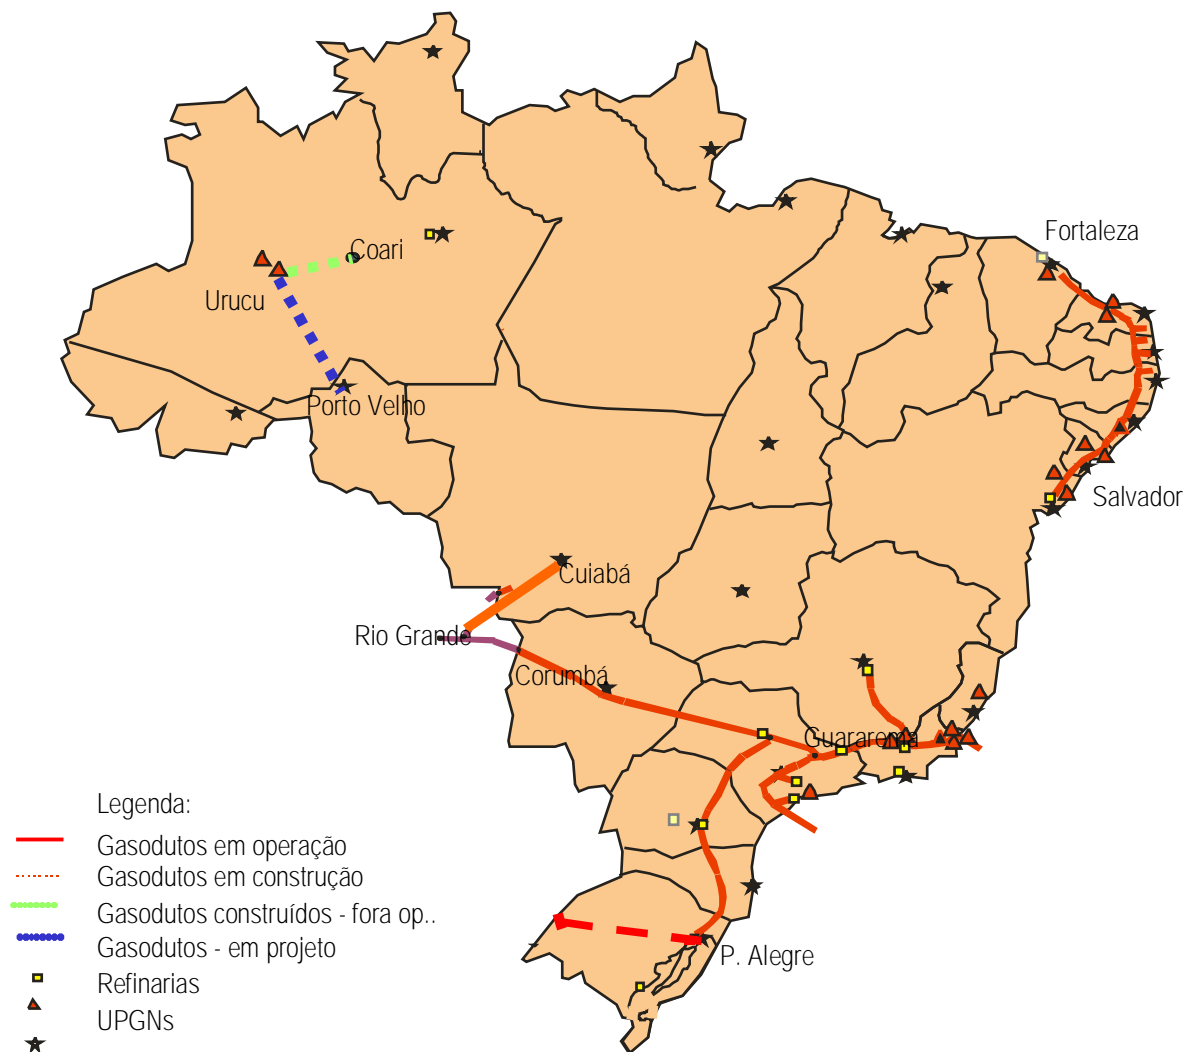 Fortaleza
Coari
Urucu
Porto Velho
Salvador
Cuiabá
Rio Grande
Corumbá
Guararema
Legenda:
Gasodutos em operação
Gasodutos em construção
Gasodutos construídos - fora op..
Gasodutos - em projeto
P. Alegre
Refinarias
UPGNs